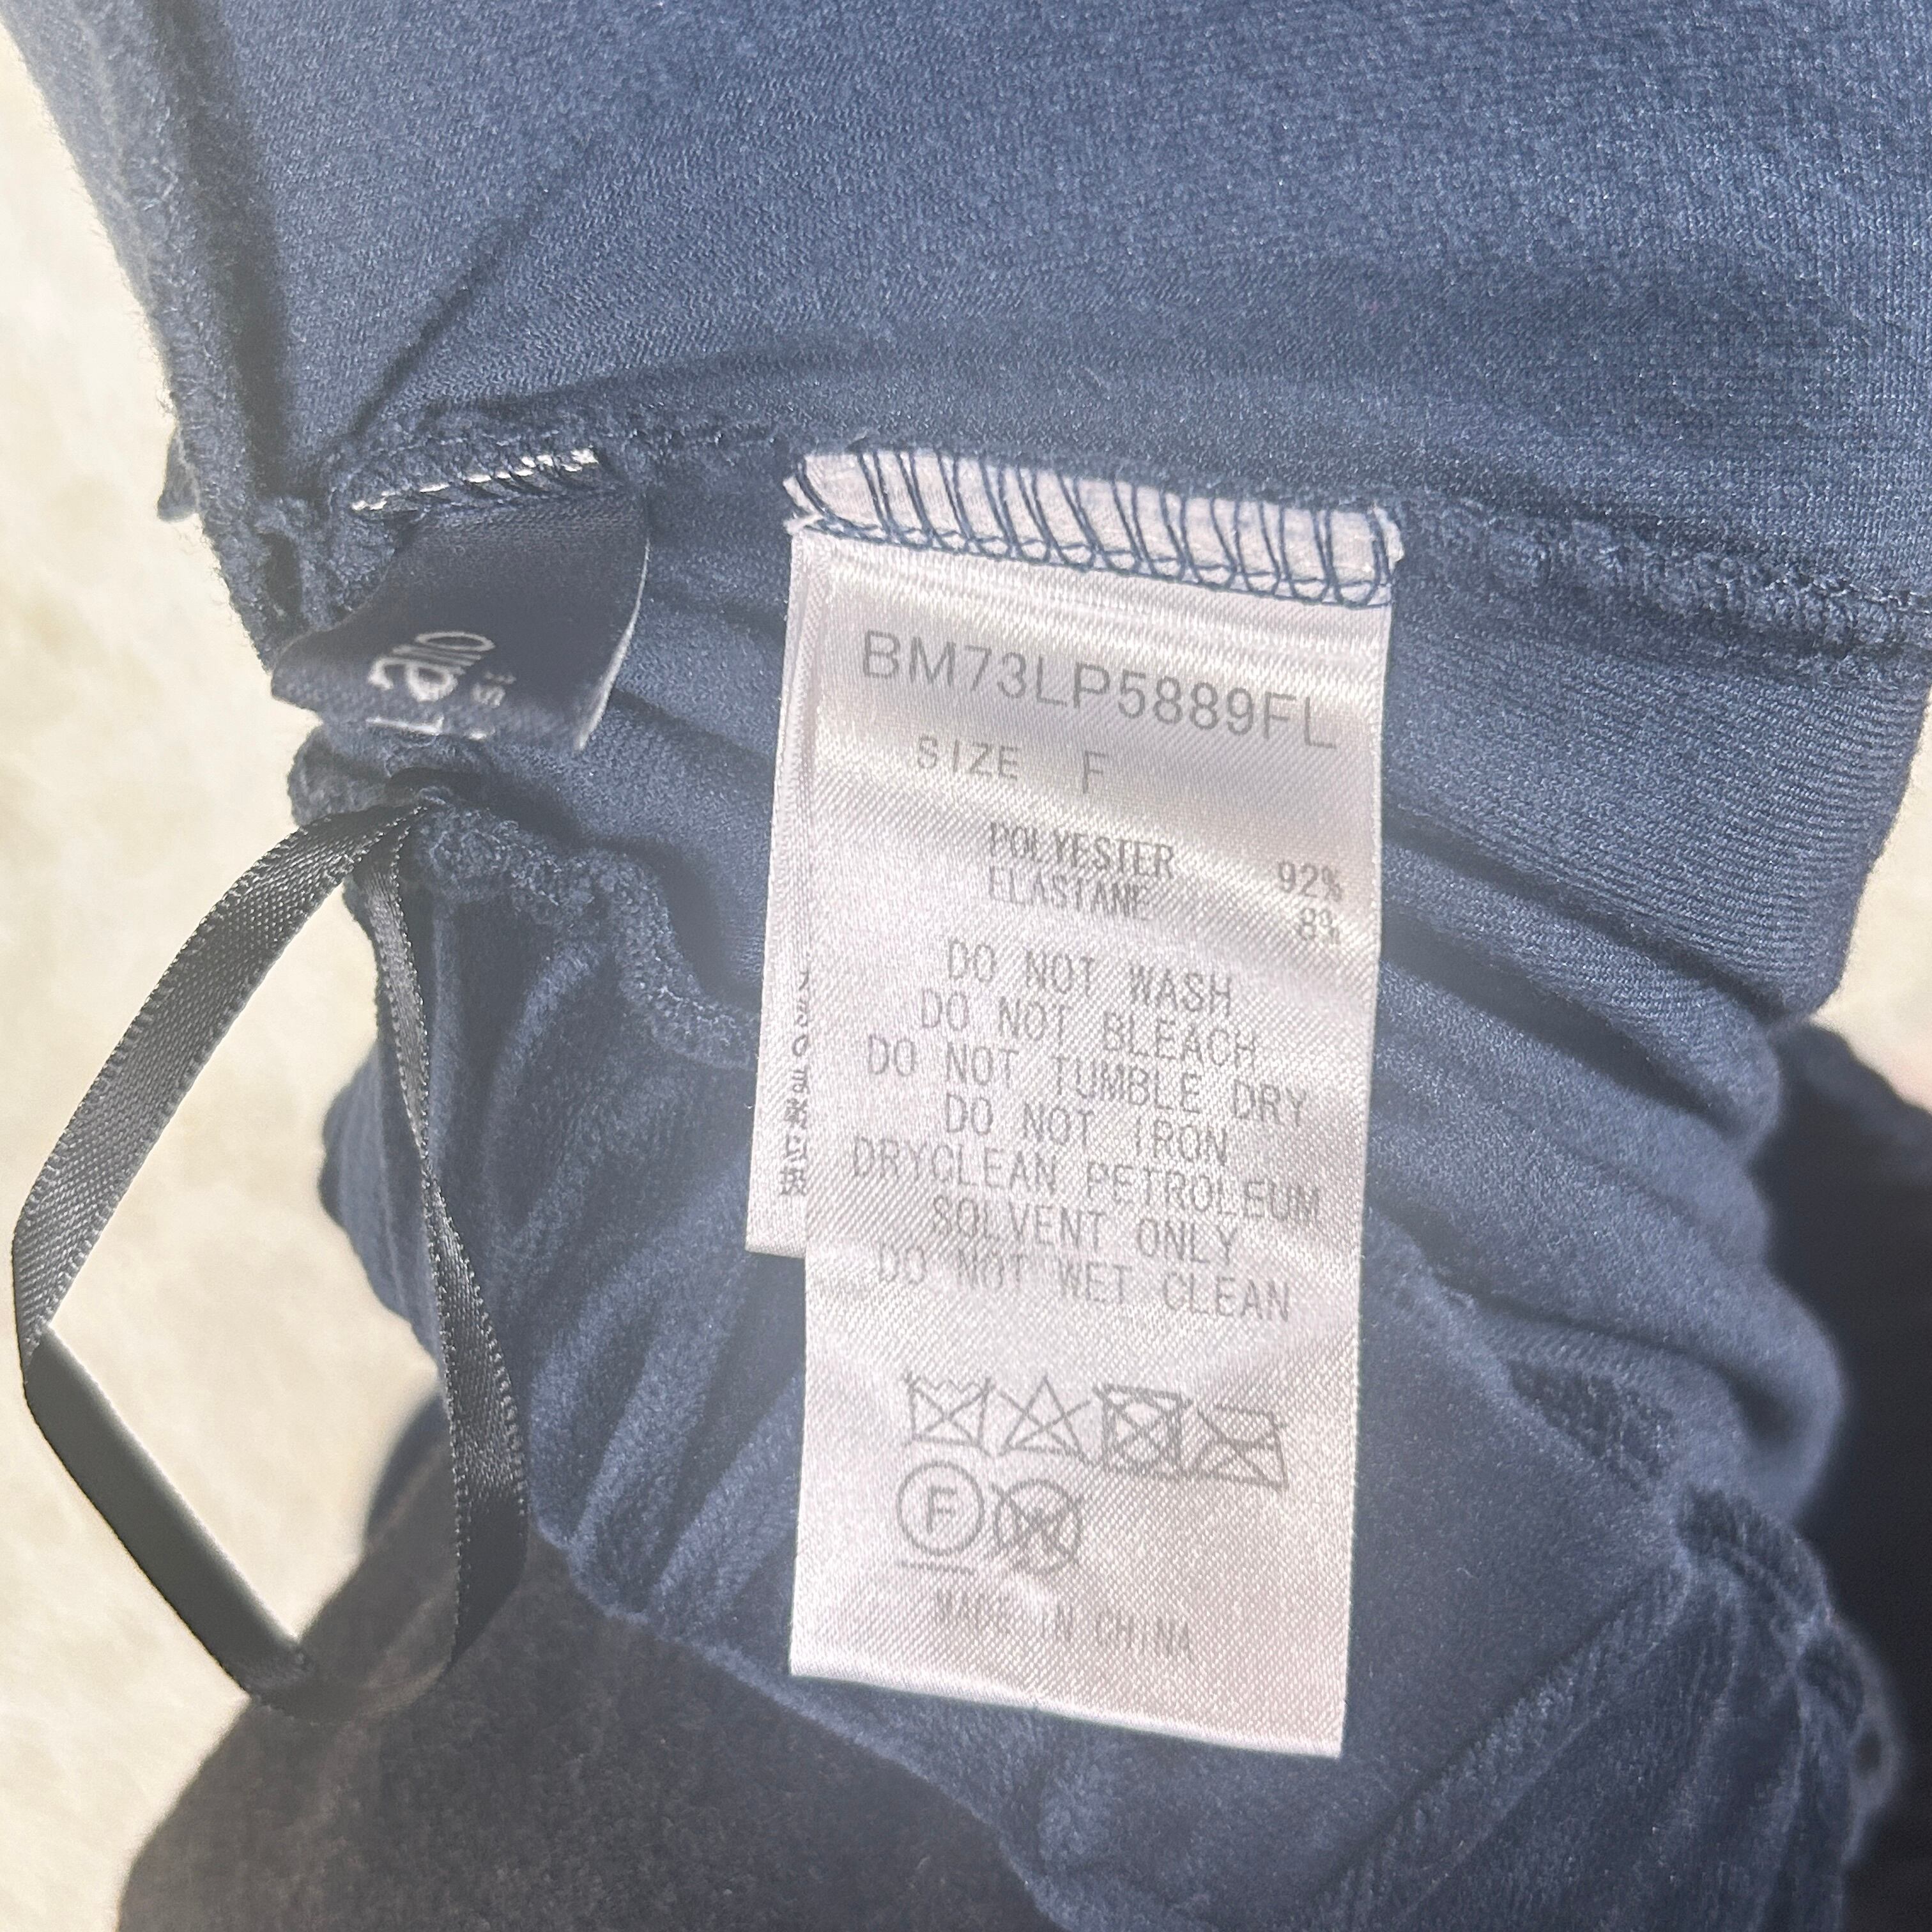 BM73LP5889FL
SIZE F
POLYESTER 92%
ELASTANE 8%
DO NOT WASH
DO NOT BLEACH
DO NOT TUMBLE DRY
DO NOT IRON
DRYCLEAN PETROLEUM
SOLVENT ONLY
DO NOT WET CLEAN
F
MADE IN CHINA